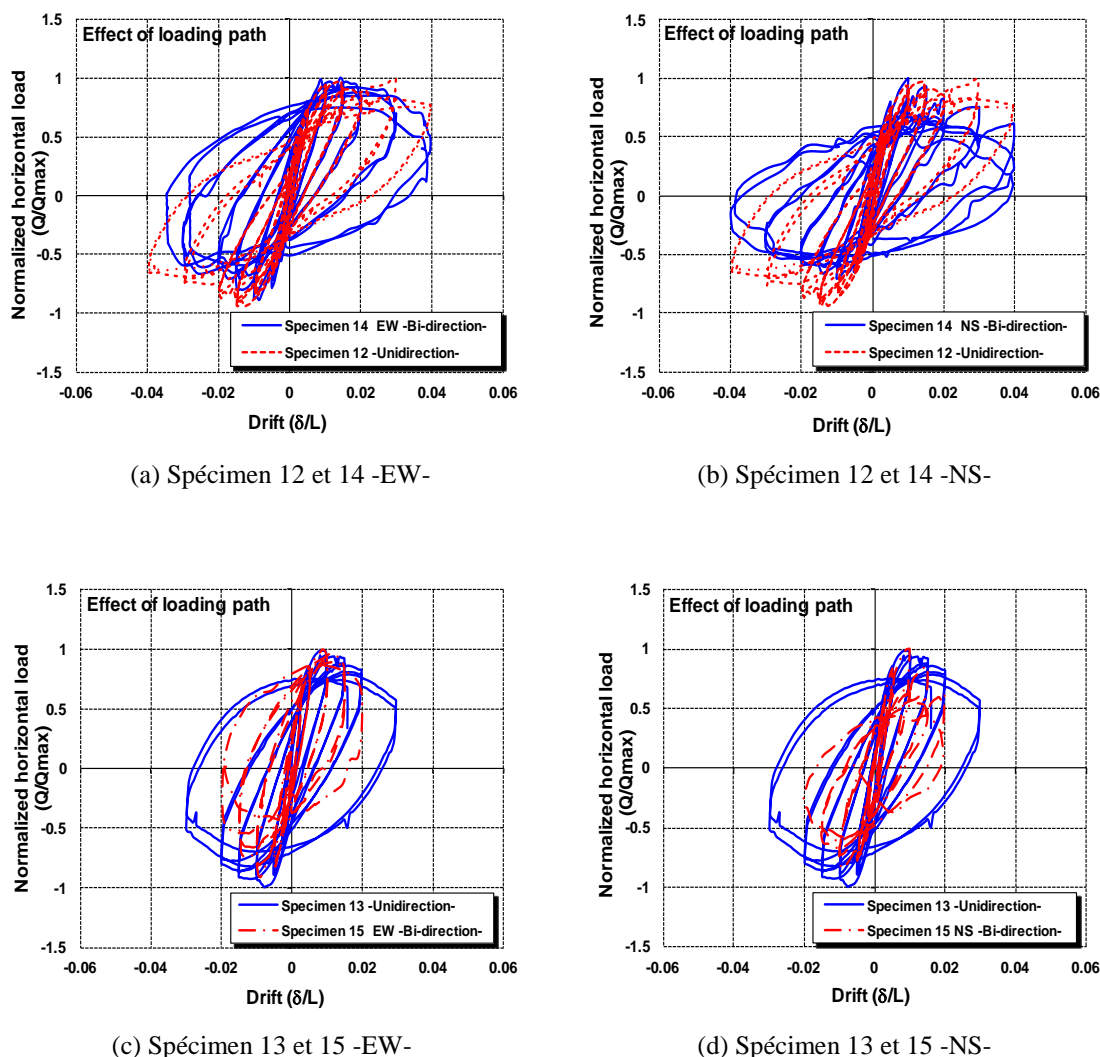 Effect of loading path
Normalized horizontal load
(Q/Qmax)
1.5
1
0.5
0
-0.5
-1
-1.5
Specimen 14 EW -Bi-direction-
Specimen 12 -Unidirection-
-0.06 -0.04 -0.02 0 0.02 0.04 0.06
Drift (δ/L)
(a) Spécimen 12 et 14 -EW-
Effect of loading path
Normalized horizontal load
(Q/Qmax)
1.5
1
0.5
0
-0.5
-1
-1.5
Specimen 14 NS -Bi-direction-
Specimen 12 -Unidirection-
-0.06 -0.04 -0.02 0 0.02 0.04 0.06
Drift (δ/L)
(b) Spécimen 12 et 14 -NS-
Effect of loading path
Normalized horizontal load
(Q/Qmax)
1.5
1
0.5
0
-0.5
-1
-1.5
Specimen 13 -Unidirection-
Specimen 15 EW -Bi-direction-
-0.06 -0.04 -0.02 0 0.02 0.04 0.06
Drift (δ/L)
(c) Spécimen 13 et 15 -EW-
Effect of loading path
Normalized horizontal load
(Q/Qmax)
1.5
1
0.5
0
-0.5
-1
-1.5
Specimen 13 -Unidirection-
Specimen 15 NS -Bi-direction-
-0.06 -0.04 -0.02 0 0.02 0.04 0.06
Drift (δ/L)
(d) Spécimen 13 et 15 -NS-